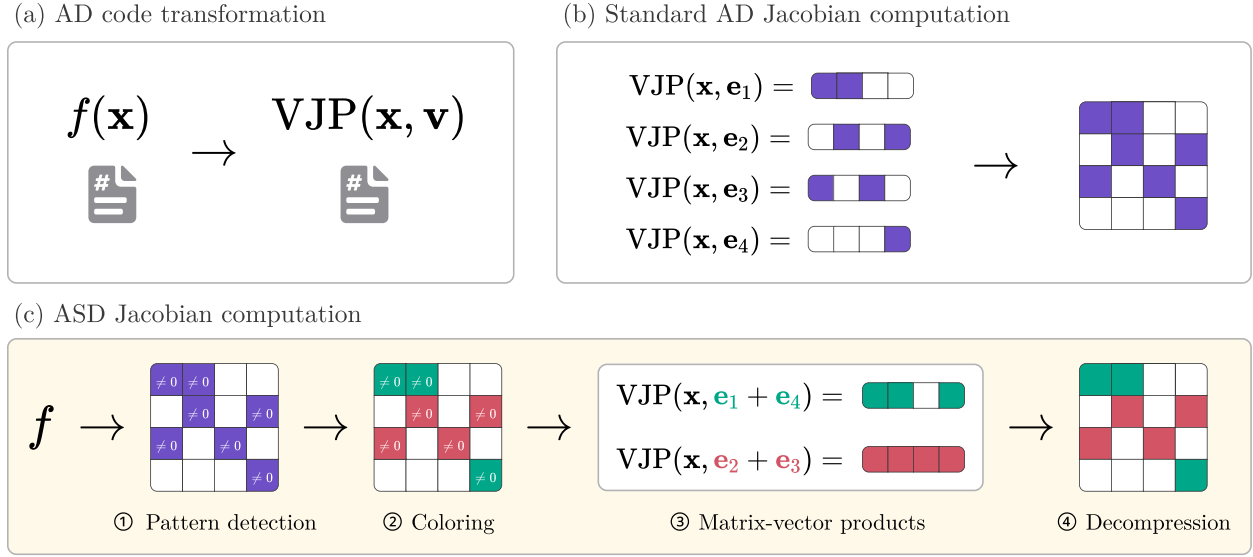 (a) AD code transformation
f(x) → VJP(x, v)
#
#
(b) Standard AD Jacobian computation
VJP(x, e₁) =
VJP(x, e₂) =
VJP(x, e₃) =
VJP(x, e₄) =
→
(c) ASD Jacobian computation
f → → → →
≠ 0 ≠ 0
≠ 0 ≠ 0
≠ 0 ≠ 0
≠ 0
① Pattern detection
≠ 0 ≠ 0
≠ 0 ≠ 0
≠ 0 ≠ 0
≠ 0
② Coloring
VJP(x, e₁ + e₄) =
VJP(x, e₂ + e₃) =
③ Matrix-vector products
④ Decompression